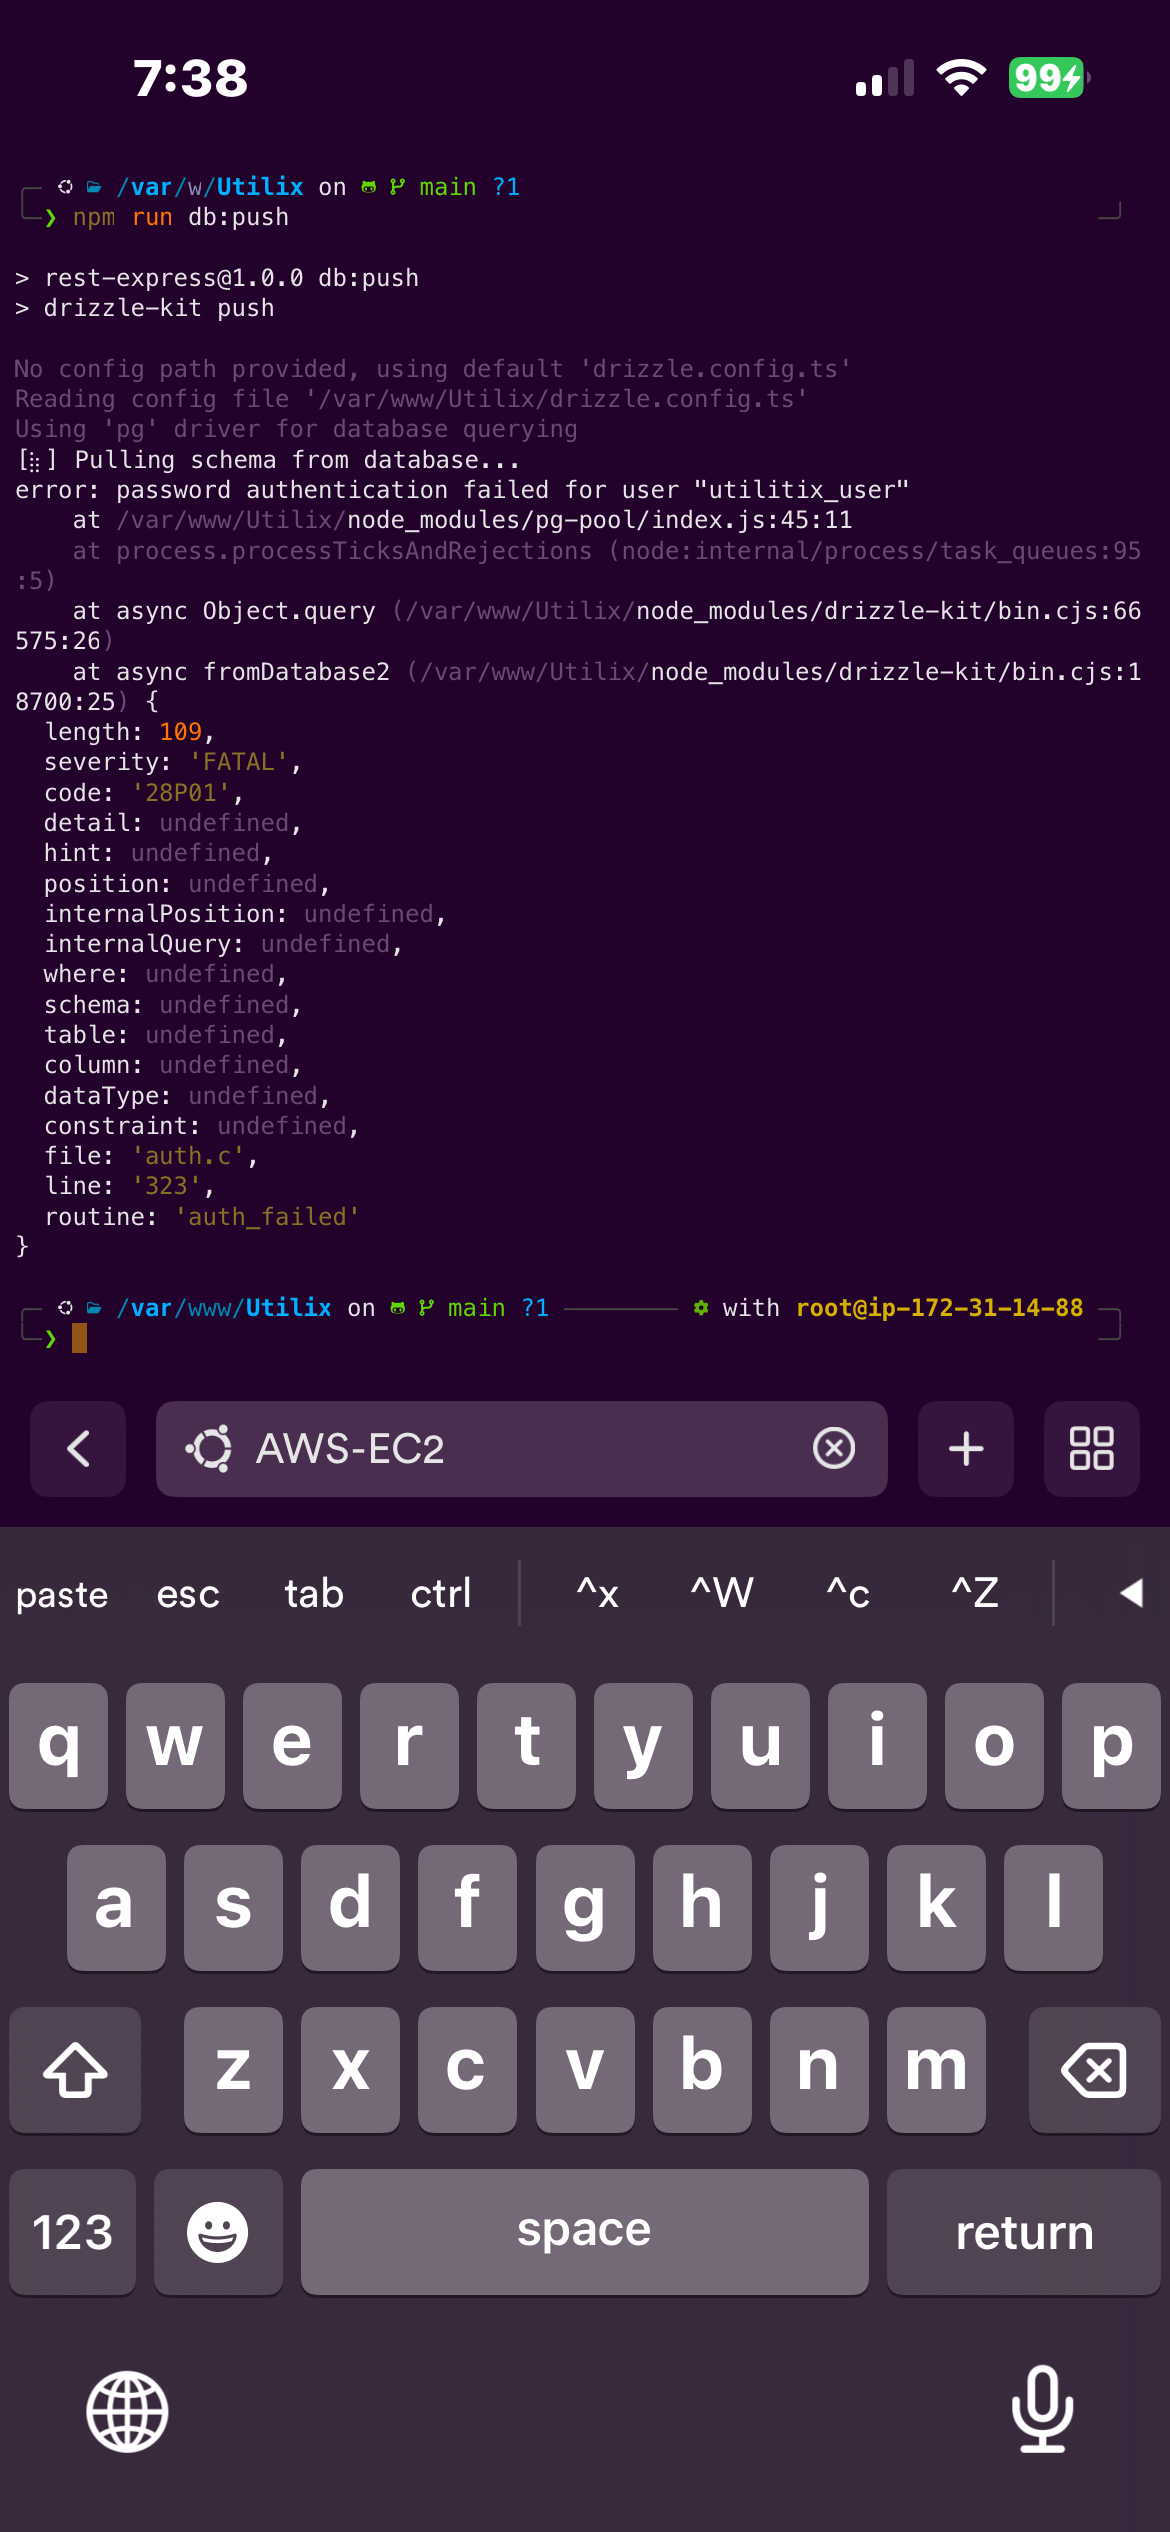 7:38
99
/var/w/Utilix on main ?1
❯ npm run db:push
> rest-express@1.0.0 db:push
> drizzle-kit push
No config path provided, using default 'drizzle.config.ts'
Reading config file '/var/www/Utilix/drizzle.config.ts'
Using 'pg' driver for database querying
[⣷] Pulling schema from database...
error: password authentication failed for user "utilitix_user"
    at /var/www/Utilix/node_modules/pg-pool/index.js:45:11
    at process.processTicksAndRejections (node:internal/process/task_queues:95
:5)
    at async Object.query (/var/www/Utilix/node_modules/drizzle-kit/bin.cjs:66
575:26)
    at async fromDatabase2 (/var/www/Utilix/node_modules/drizzle-kit/bin.cjs:1
8700:25) {
  length: 109,
  severity: 'FATAL',
  code: '28P01',
  detail: undefined,
  hint: undefined,
  position: undefined,
  internalPosition: undefined,
  internalQuery: undefined,
  where: undefined,
  schema: undefined,
  table: undefined,
  column: undefined,
  dataType: undefined,
  constraint: undefined,
  file: 'auth.c',
  line: '323',
  routine: 'auth_failed'
}
/var/www/Utilix on main ?1 with root@ip-172-31-14-88
❯
AWS-EC2
paste esc tab ctrl ^x ^W ^c ^Z
q w e r t y u i o p
a s d f g h j k l
z x c v b n m
123 space return